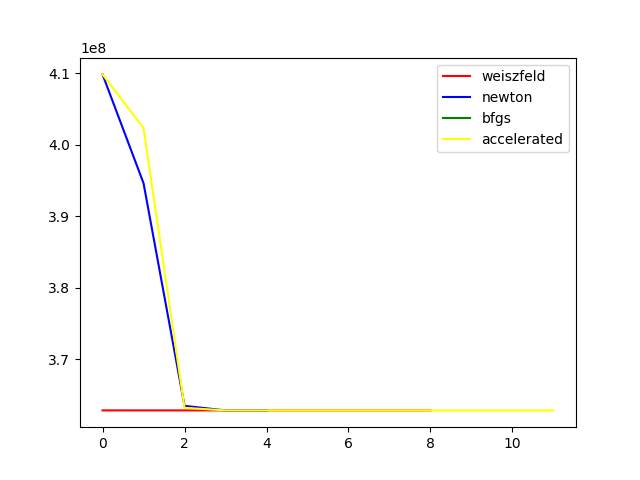 1e8
4.1
4.0
3.9
3.8
3.7
0 2 4 6 8 10
weiszfeld
newton
bfgs
accelerated